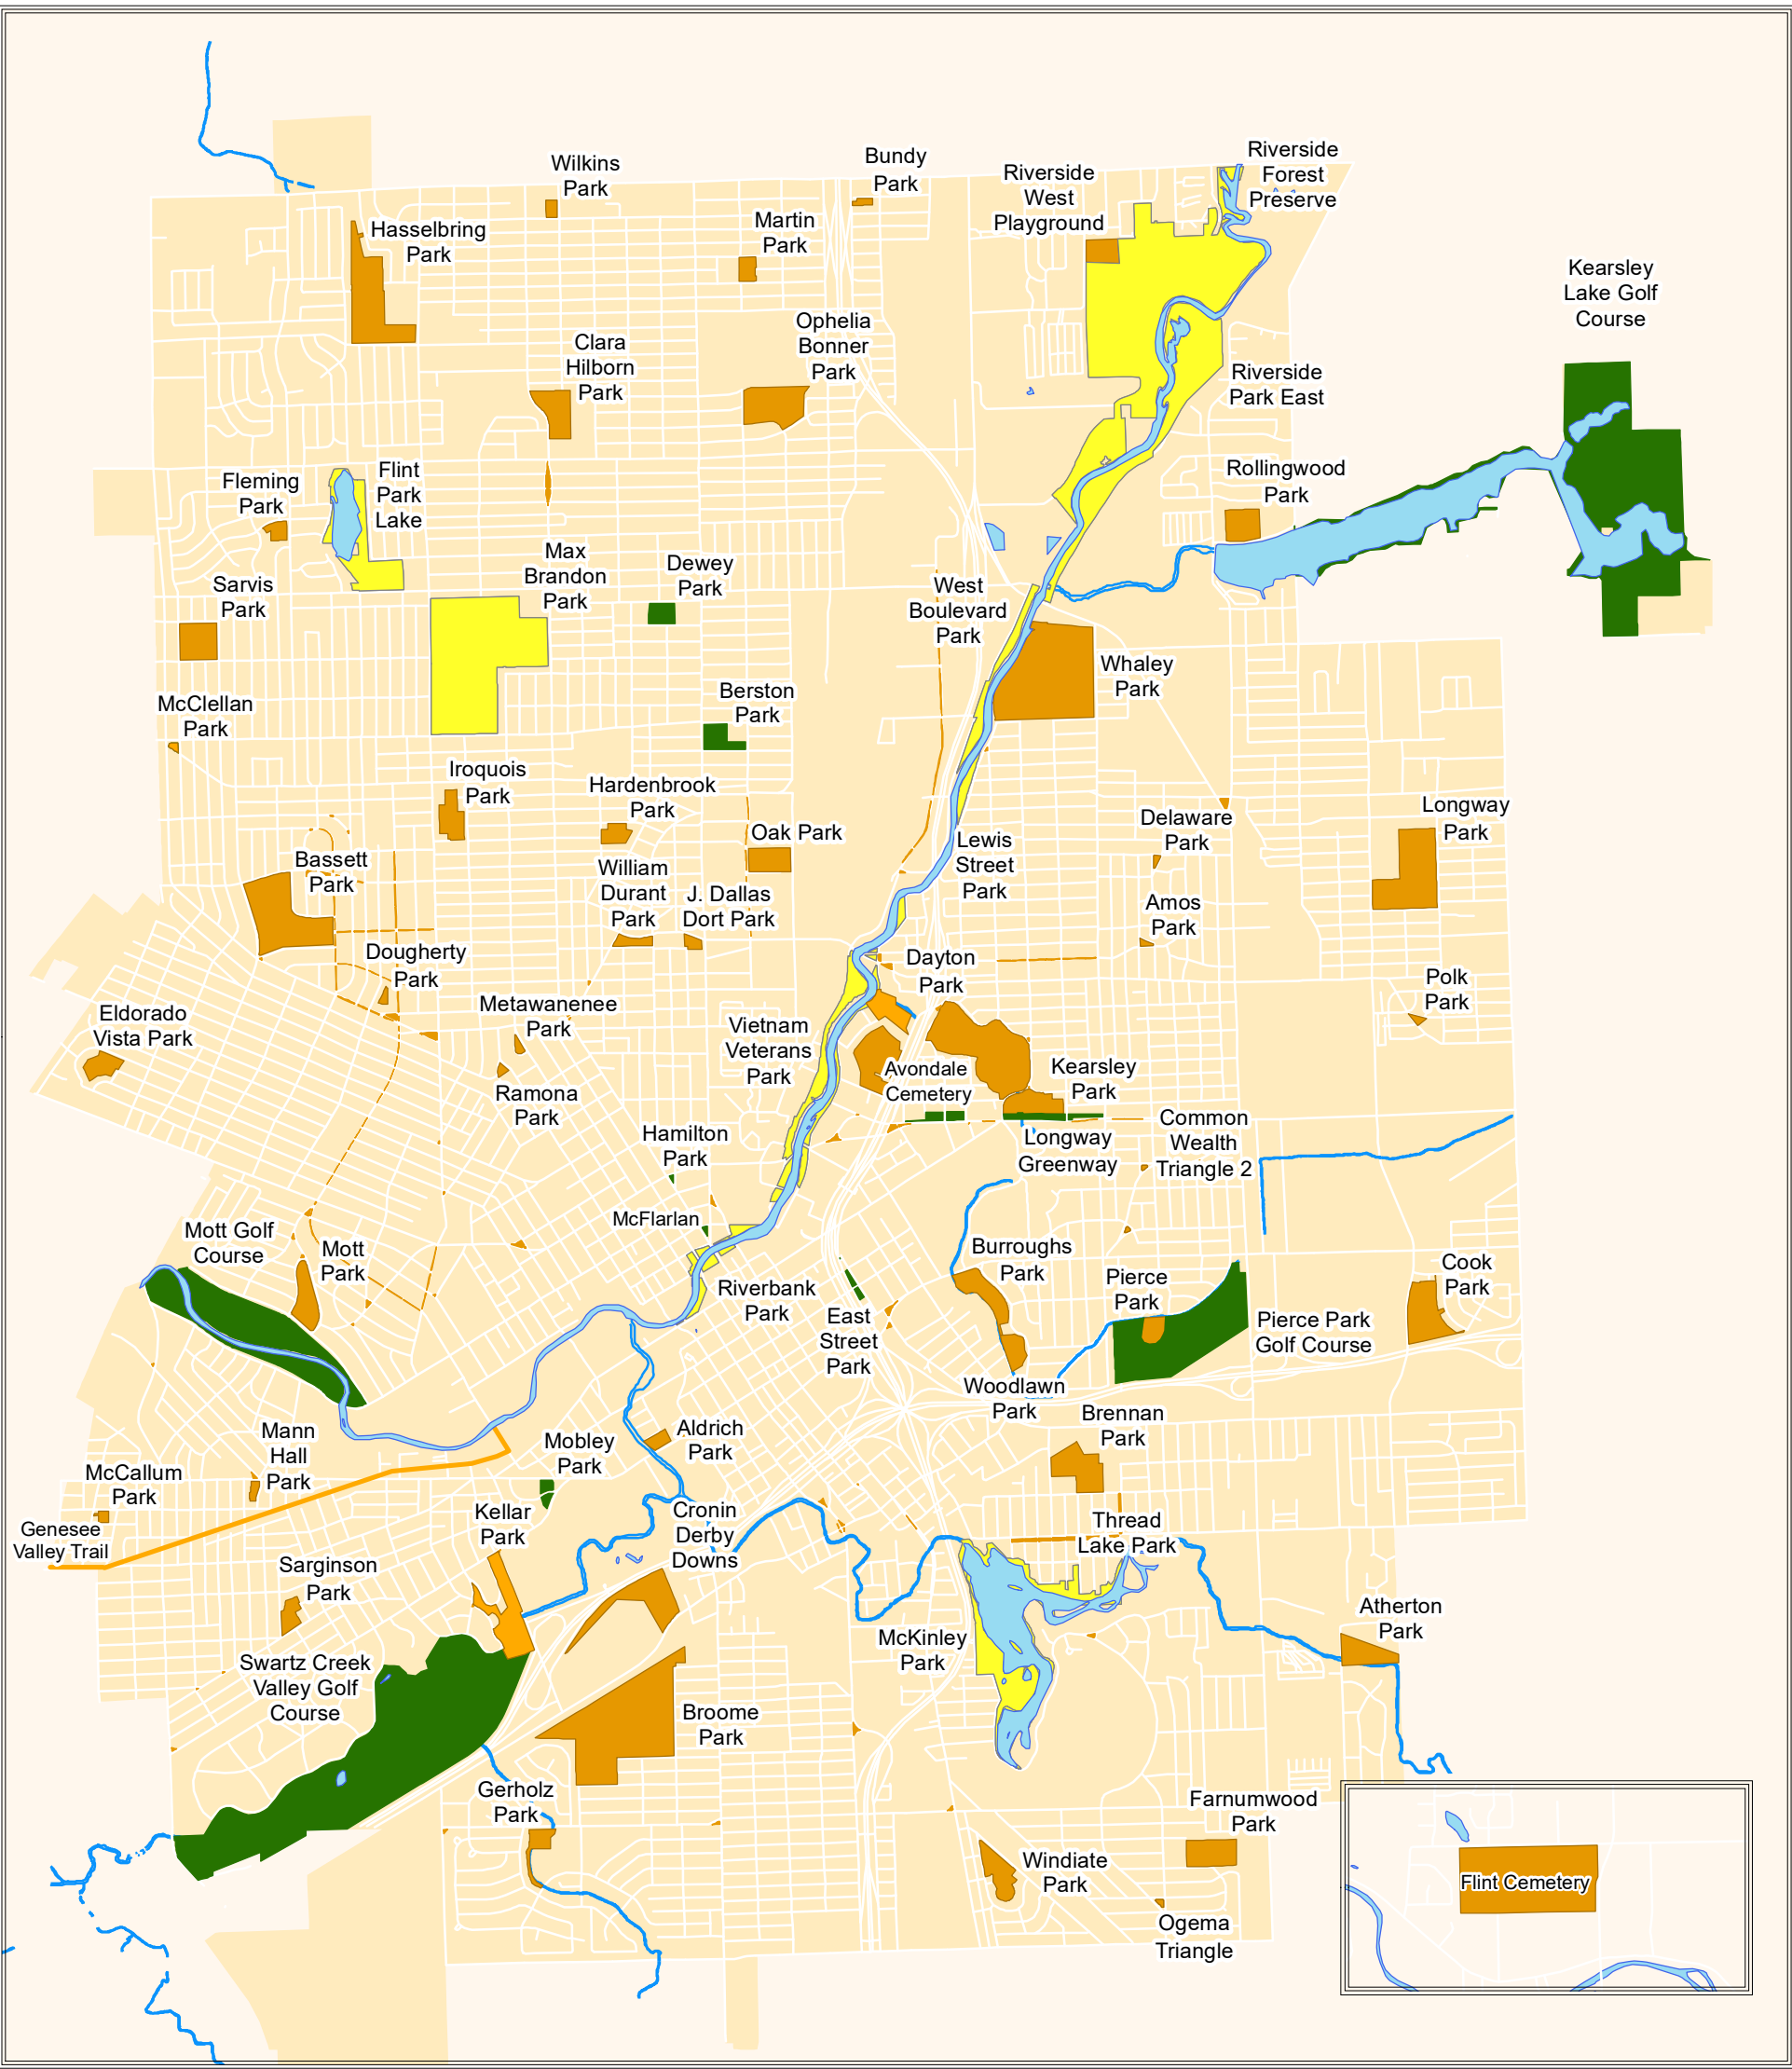 Wilkins
Park
Bundy
Park
Riverside
West
Playground
Riverside
Forest
Preserve
Hasselbring
Park
Martin
Park
Kearsley
Lake Golf
Course
Clara
Hilborn
Park
Ophelia
Bonner
Park
Riverside
Park East
Fleming
Park
Flint
Park
Lake
Rollingwood
Park
Max
Brandon
Park
Dewey
Park
Sarvis
Park
West
Boulevard
Park
Whaley
Park
McClellan
Park
Berston
Park
Iroquois
Park
Hardenbrook
Park
Oak Park
Delaware
Park
Longway
Park
Bassett
Park
William
Durant
Park
J. Dallas
Dort Park
Lewis
Street
Park
Amos
Park
Dougherty
Park
Dayton
Park
Polk
Park
Eldorado
Vista Park
Metawanenee
Park
Vietnam
Veterans
Park
Avondale
Cemetery
Kearsley
Park
Ramona
Park
Hamilton
Park
Longway
Greenway
Common
Wealth
Triangle 2
Mott Golf
Course
Mott
Park
McFlarlan
Riverbank
Park
East
Street
Park
Burroughs
Park
Pierce
Park
Pierce Park
Golf Course
Cook
Park
Woodlawn
Park
Brennan
Park
Mann
Hall
Park
McCallum
Park
Genesee
Valley Trail
Mobley
Park
Aldrich
Park
Kellar
Park
Cronin
Derby
Downs
Thread
Lake Park
Sarginson
Park
Swartz Creek
Valley Golf
Course
McKinley
Park
Atherton
Park
Broome
Park
Gerholz
Park
Farnumwood
Park
Windiate
Park
Ogema
Triangle
Flint Cemetery